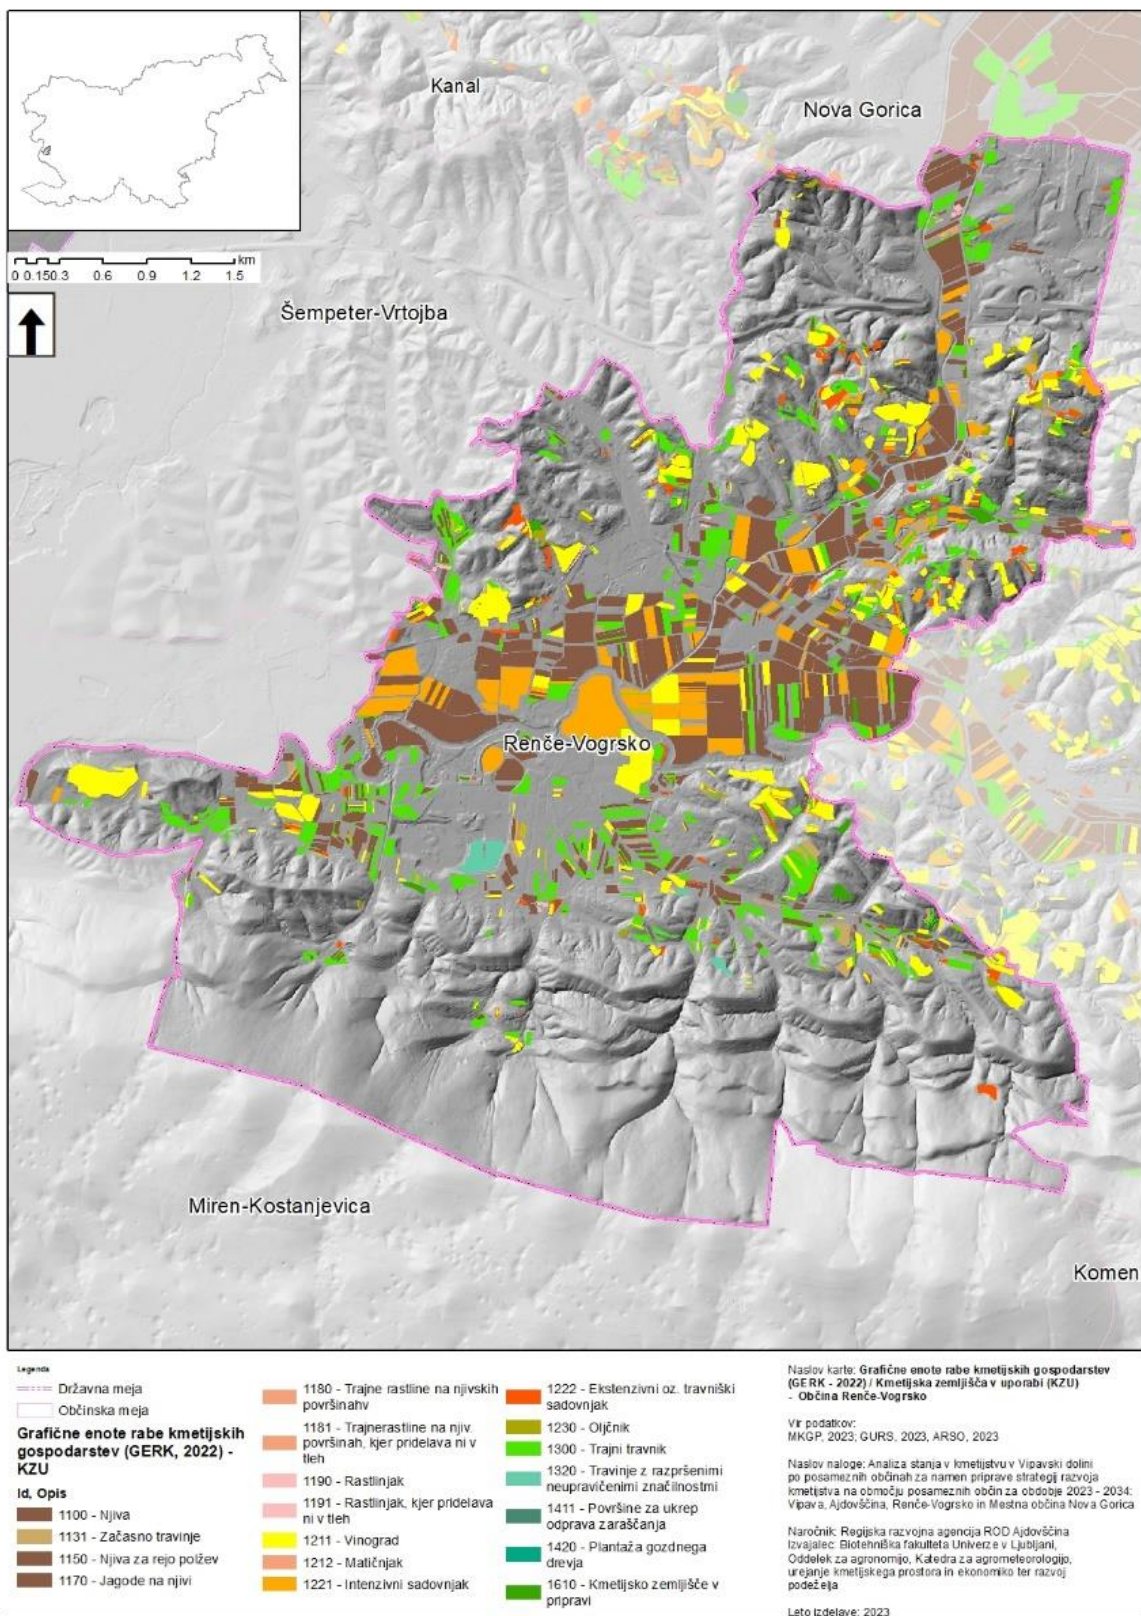 Kanal
Nova Gorica
km
0 0.150.3 0.6 0.9 1.2 1.5
Šempeter-Vrtojba
Renče-Vogrsko
Miren-Kostanjevica
Komen
Legenda
Državna meja
Občinska meja
Grafične enote rabe kmetijskih
gospodarstev (GERK, 2022) -
KZU
Id, Opis
1100 - Njiva
1131 - Začasno travinje
1150 - Njiva za rejo polžev
1170 - Jagode na njivi
1180 - Trajne rastline na njivskih
površinahv
1181 - Trajnerastline na njiv.
površinah, kjer pridelava ni v
tleh
1190 - Rastlinjak
1191 - Rastlinjak, kjer pridelava
ni v tleh
1211 - Vinograd
1212 - Matičnjak
1221 - Intenzivni sadovnjak
1222 - Ekstenzivni oz. travniški
sadovnjak
1230 - Oljčnik
1300 - Trajni travnik
1320 - Travinje z razpršenimi
neupravičenimi značilnostmi
1411 - Površine za ukrep
odprava zaraščanja
1420 - Plantaža gozdnega
drevja
1610 - Kmetijsko zemljišče v
pripravi
Naslov karte: Grafične enote rabe kmetijskih gospodarstev
(GERK - 2022) / Kmetijska zemljišča v uporabi (KZU)
- Občina Renče-Vogrsko
Vir podatkov:
MKGP, 2023; GURS, 2023, ARSO, 2023
Naslov naloge: Analiza stanja v kmetijstvu v Vipavski dolini
po posameznih občinah za namen priprave strategij razvoja
kmetijstva na območju posameznih občin za obdobje 2023 - 2034:
Vipava, Ajdovščina, Renče-Vogrsko in Mestna občina Nova Gorica
Naročnik: Regijska razvojna agencija ROD Ajdovščina
Izvajalec: Biotehniška fakulteta Univerze v Ljubljani,
Oddelek za agronomijo, Katedra za agrometeorologijo,
urejanje kmetijskega prostora in ekonomiko ter razvoj
podeželja
Leto izdelave: 2023